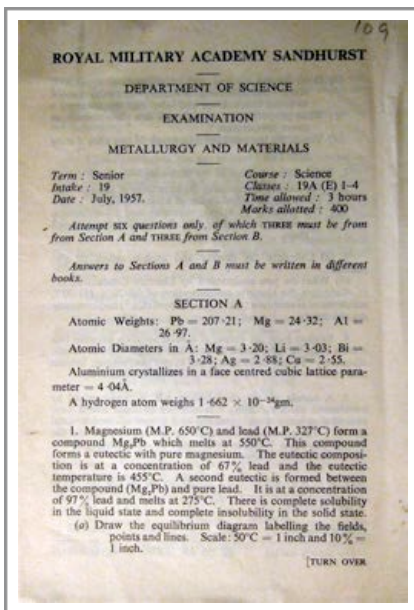 109
ROYAL MILITARY ACADEMY SANDHURST
DEPARTMENT OF SCIENCE
EXAMINATION
METALLURGY AND MATERIALS
Term : Senior Course : Science
Intake : 19 Classes : 19A (E) 1-4
Date : July, 1957. Time allowed : 3 hours
Marks allotted : 400
Attempt SIX questions only, of which THREE must be from
from Section A and THREE from Section B.
Answers to Sections A and B must be written in different
books.
SECTION A
Atomic Weights: Pb = 207·21; Mg = 24·32; Al =
26·97.
Atomic Diameters in Å: Mg = 3·20; Li = 3·03; Bi =
3·28; Ag = 2·88; Cu = 2·55.
Aluminium crystallizes in a face centred cubic lattice para-
meter = 4·04Å.
A hydrogen atom weighs 1·662 × 10⁻²⁴gm.
1. Magnesium (M.P. 650°C) and lead (M.P. 327°C) form a
compound Mg₂Pb which melts at 550°C. This compound
forms a eutectic with pure magnesium. The eutectic composi-
tion is at a concentration of 67% lead and the eutectic
temperature is 455°C. A second eutectic is formed between
the compound (Mg₂Pb) and pure lead. It is at a concentration
of 97% lead and melts at 275°C. There is complete solubility
in the liquid state and complete insolubility in the solid state.
(a) Draw the equilibrium diagram labelling the fields,
points and lines. Scale: 50°C = 1 inch and 10% =
1 inch.
[TURN OVER